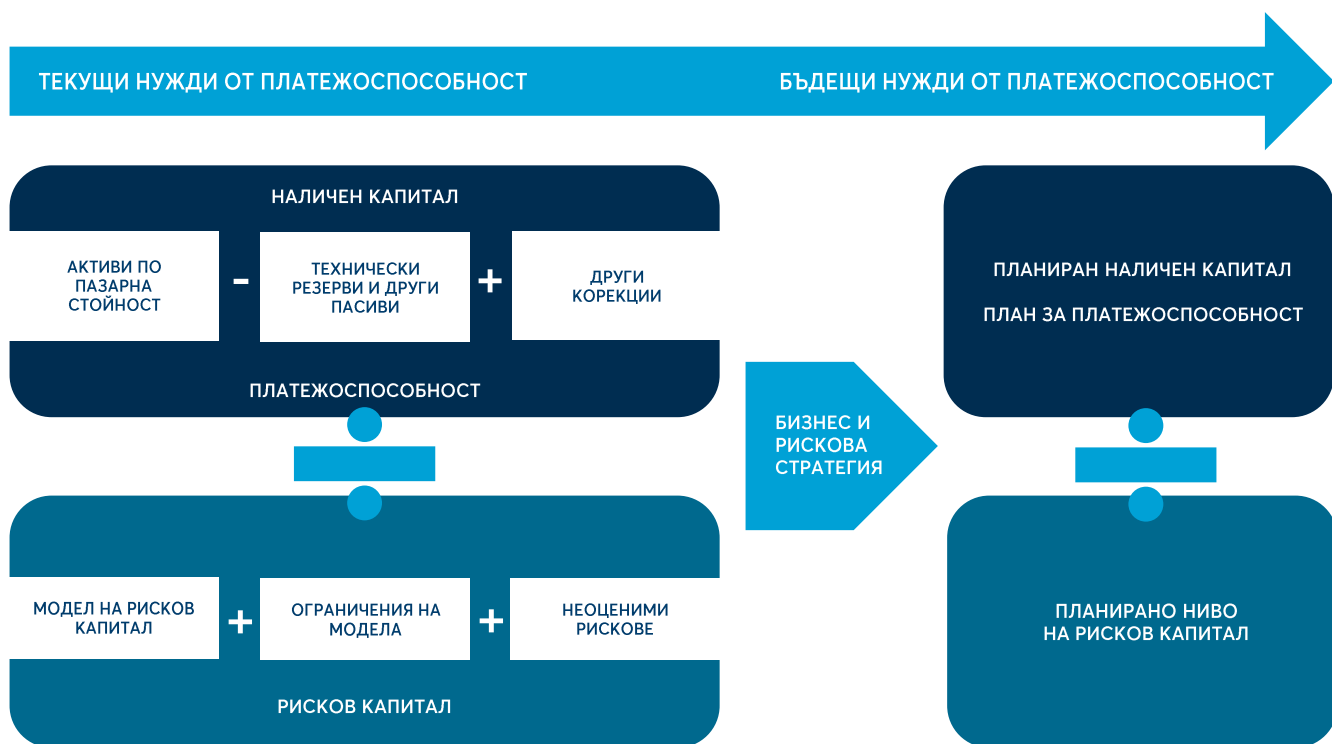 ТЕКУЩИ НУЖДИ ОТ ПЛАТЕЖОСПОСОБНОСТ
БЪДЕЩИ НУЖДИ ОТ ПЛАТЕЖОСПОСОБНОСТ
НАЛИЧЕН КАПИТАЛ
АКТИВИ ПО
ПАЗАРНА
СТОЙНОСТ
-
ТЕХНИЧЕСКИ
РЕЗЕРВИ И ДРУГИ
ПАСИВИ
+
ДРУГИ
КОРЕКЦИИ
ПЛАТЕЖОСПОСОБНОСТ
МОДЕЛ НА РИСКОВ
КАПИТАЛ
+
ОГРАНИЧЕНИЯ НА
МОДЕЛА
+
НЕОЦЕНИМИ
РИСКОВЕ
РИСКОВ КАПИТАЛ
БИЗНЕС И
РИСКОВА
СТРАТЕГИЯ
ПЛАНИРАН НАЛИЧЕН КАПИТАЛ
ПЛАН ЗА ПЛАТЕЖОСПОСОБНОСТ
ПЛАНИРАНО НИВО
НА РИСКОВ КАПИТАЛ